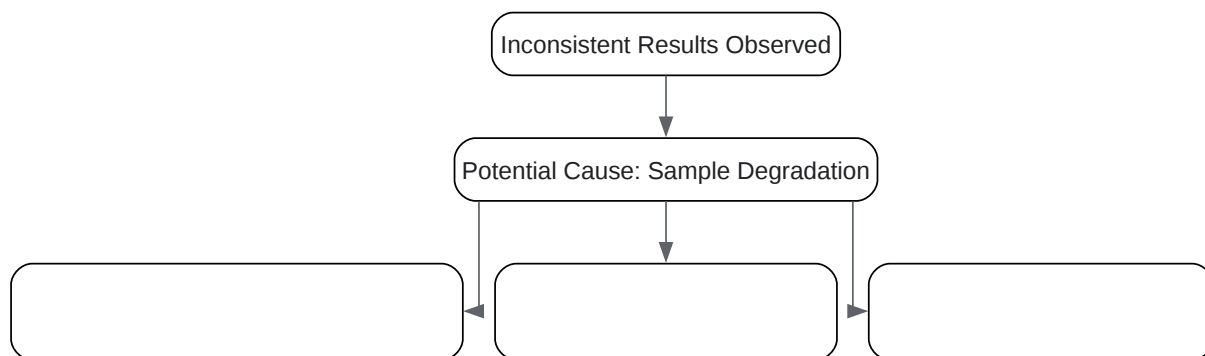 Inconsistent Results Observed
Potential Cause: Sample Degradation